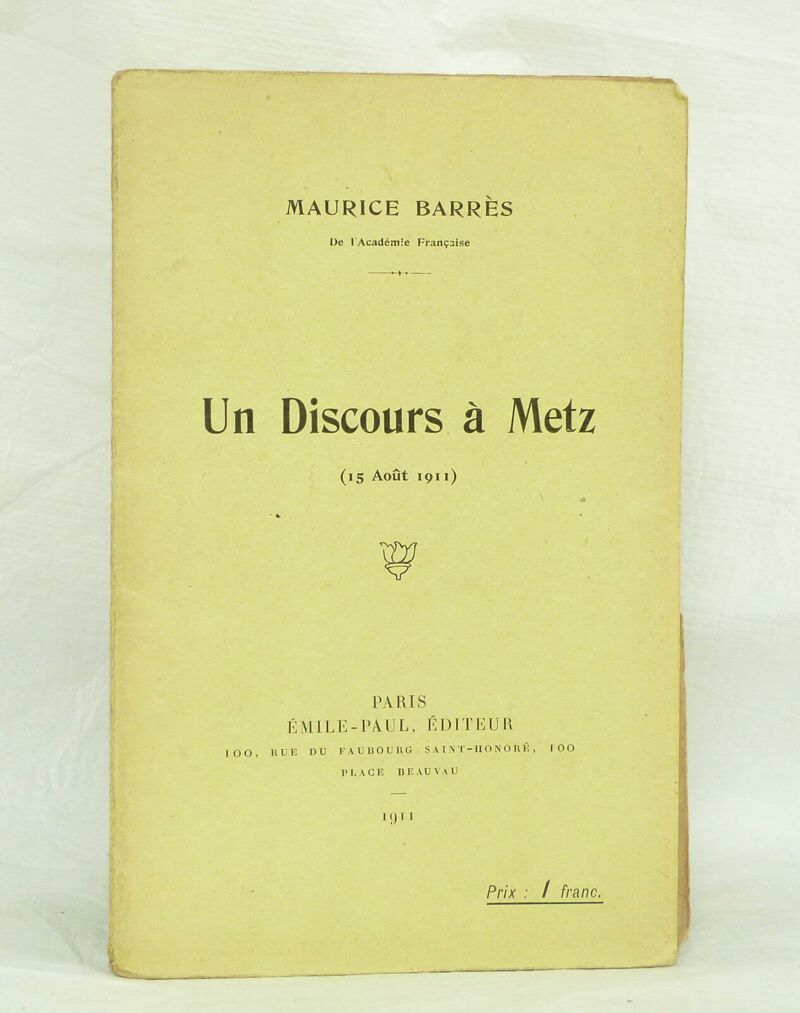 MAURICE BARRÈS
De l'Académie Française
Un Discours à Metz
(15 Août 1911)
PARIS
ÉMILE-PAUL, ÉDITEUR
100, RUE DU FAUBOURG SAINT-HONORÉ, 100
PLACE BEAUVAU
1911
Prix : 1 franc.